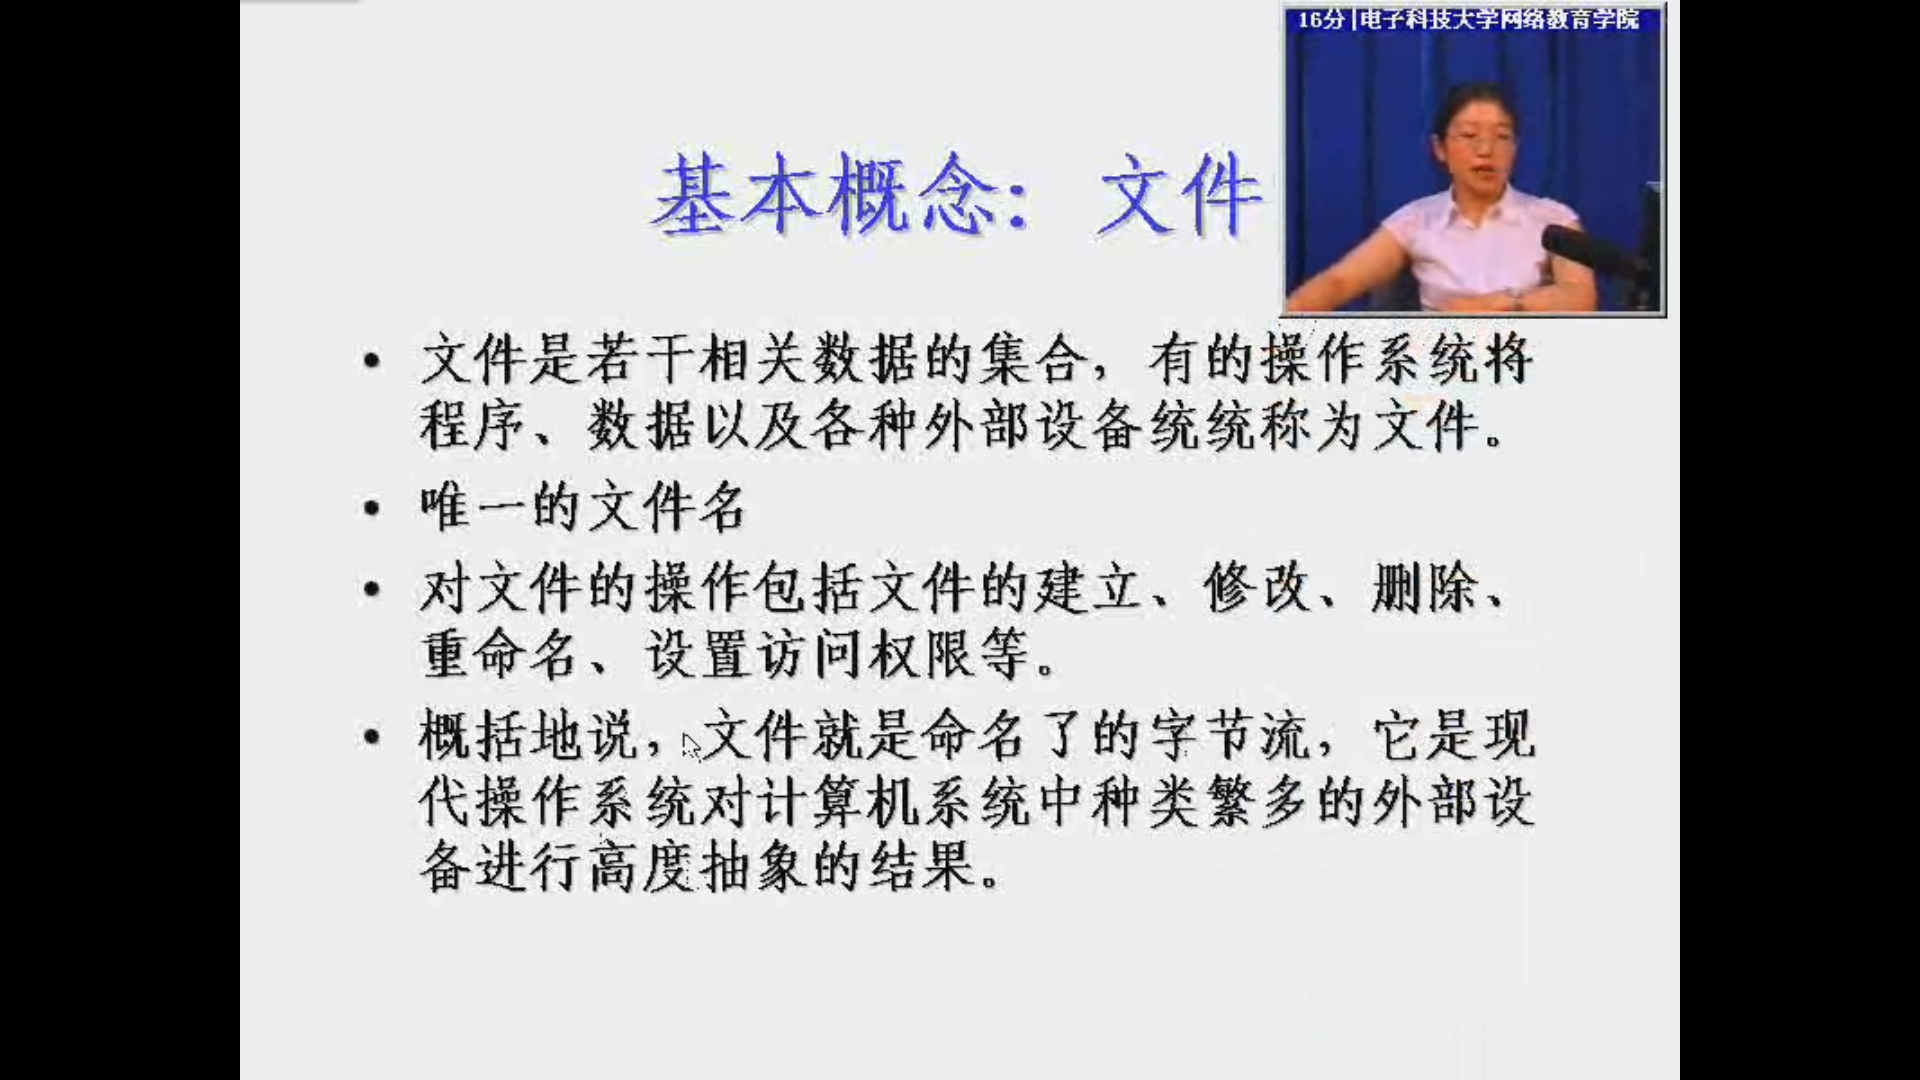 16分|电子科技大学网络教育学院
基本概念：文件
• 文件是若干相关数据的集合，有的操作系统将
程序、数据以及各种外部设备统统称为文件。
• 唯一的文件名
• 对文件的操作包括文件的建立、修改、删除、
重命名、设置访问权限等。
• 概括地说，文件就是命名了的字节流，它是现
代操作系统对计算机系统中种类繁多的外部设
备进行高度抽象的结果。